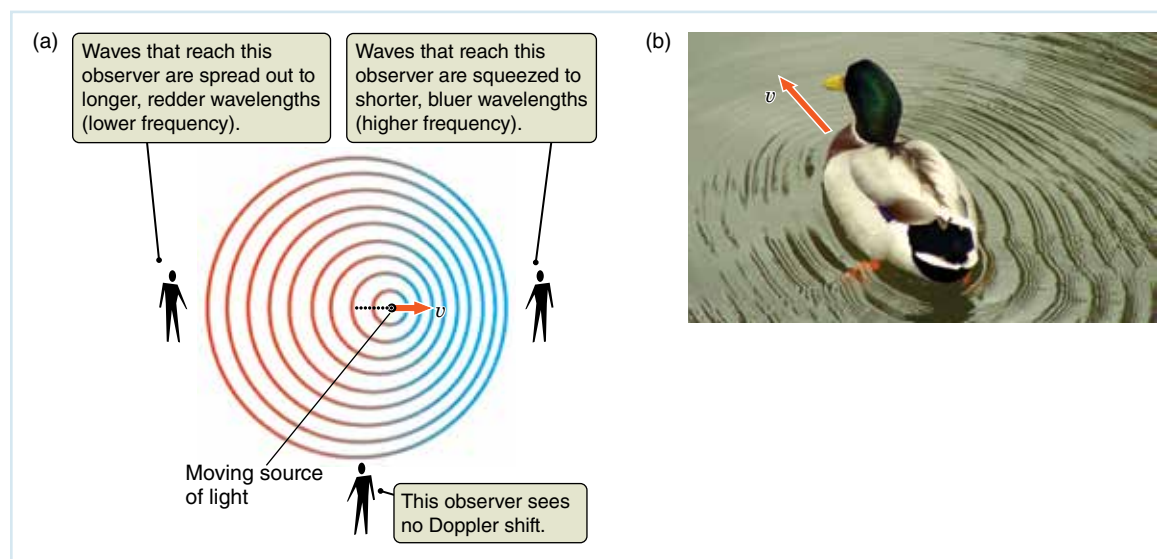 (a)
Waves that reach this
observer are spread out to
longer, redder wavelengths
(lower frequency).
Waves that reach this
observer are squeezed to
shorter, bluer wavelengths
(higher frequency).
v
Moving source
of light
This observer sees
no Doppler shift.
(b)
v